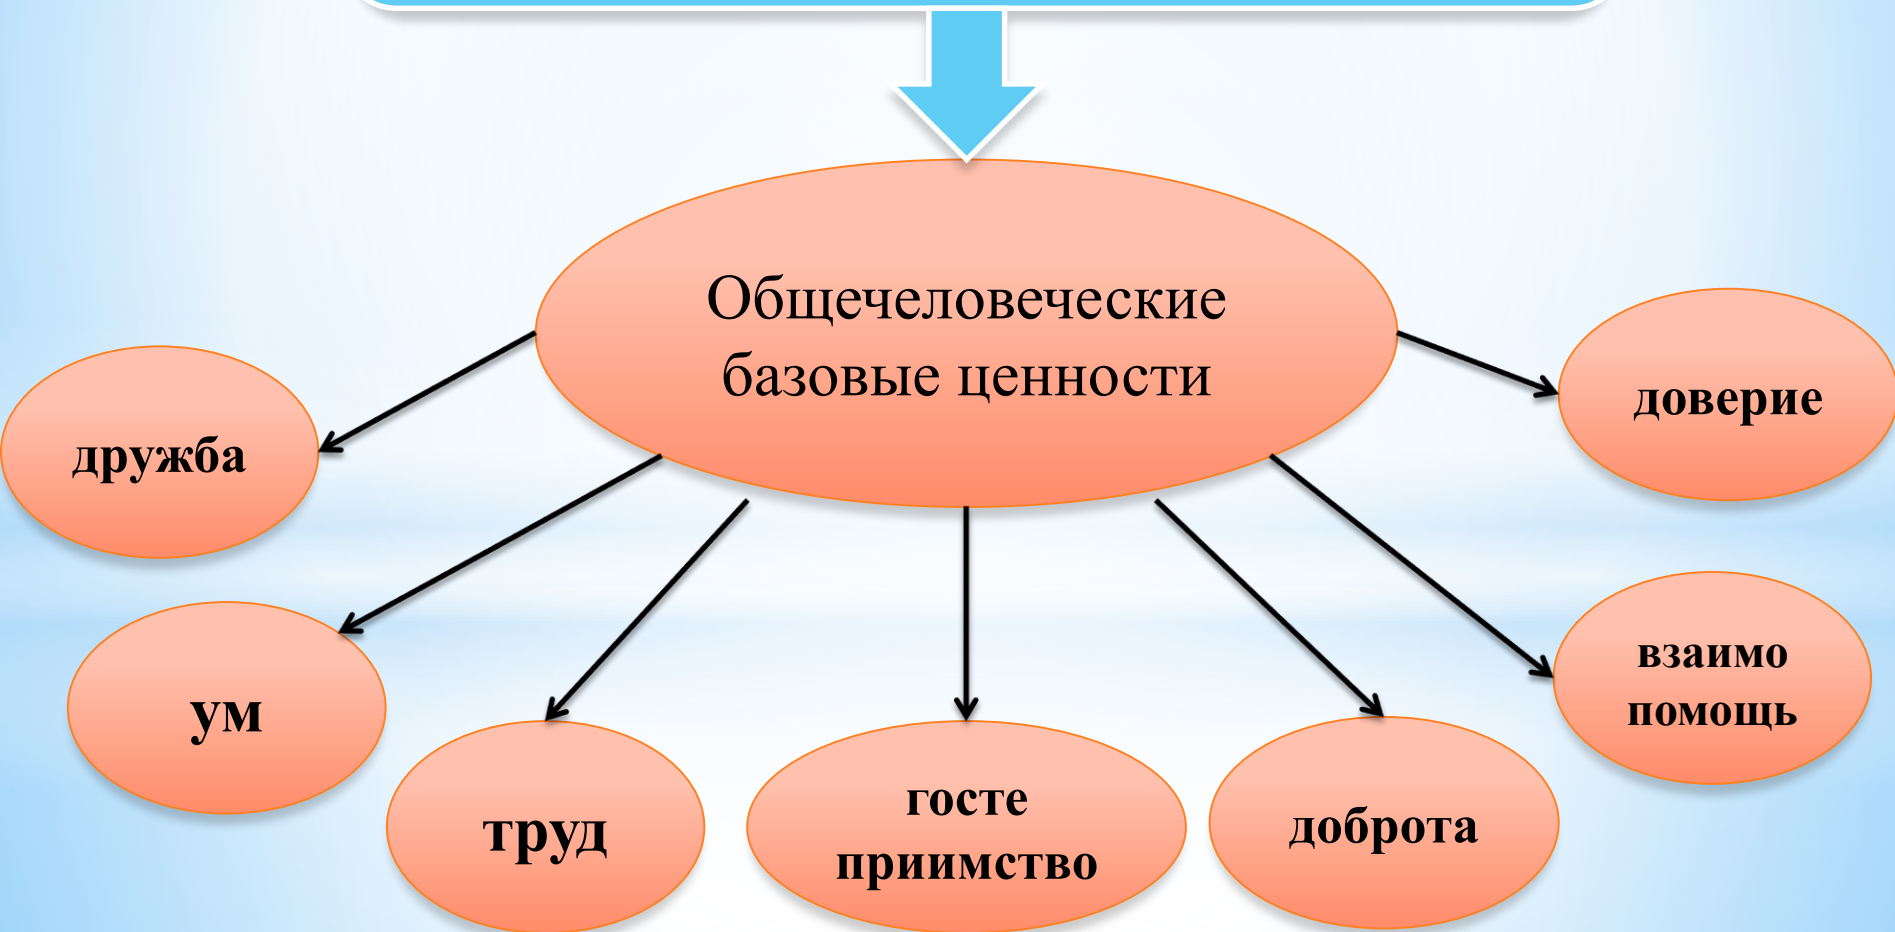 Общечеловеческие
базовые ценности
дружба
ум
труд
госте
приимство
доброта
взаимо
помощь
доверие